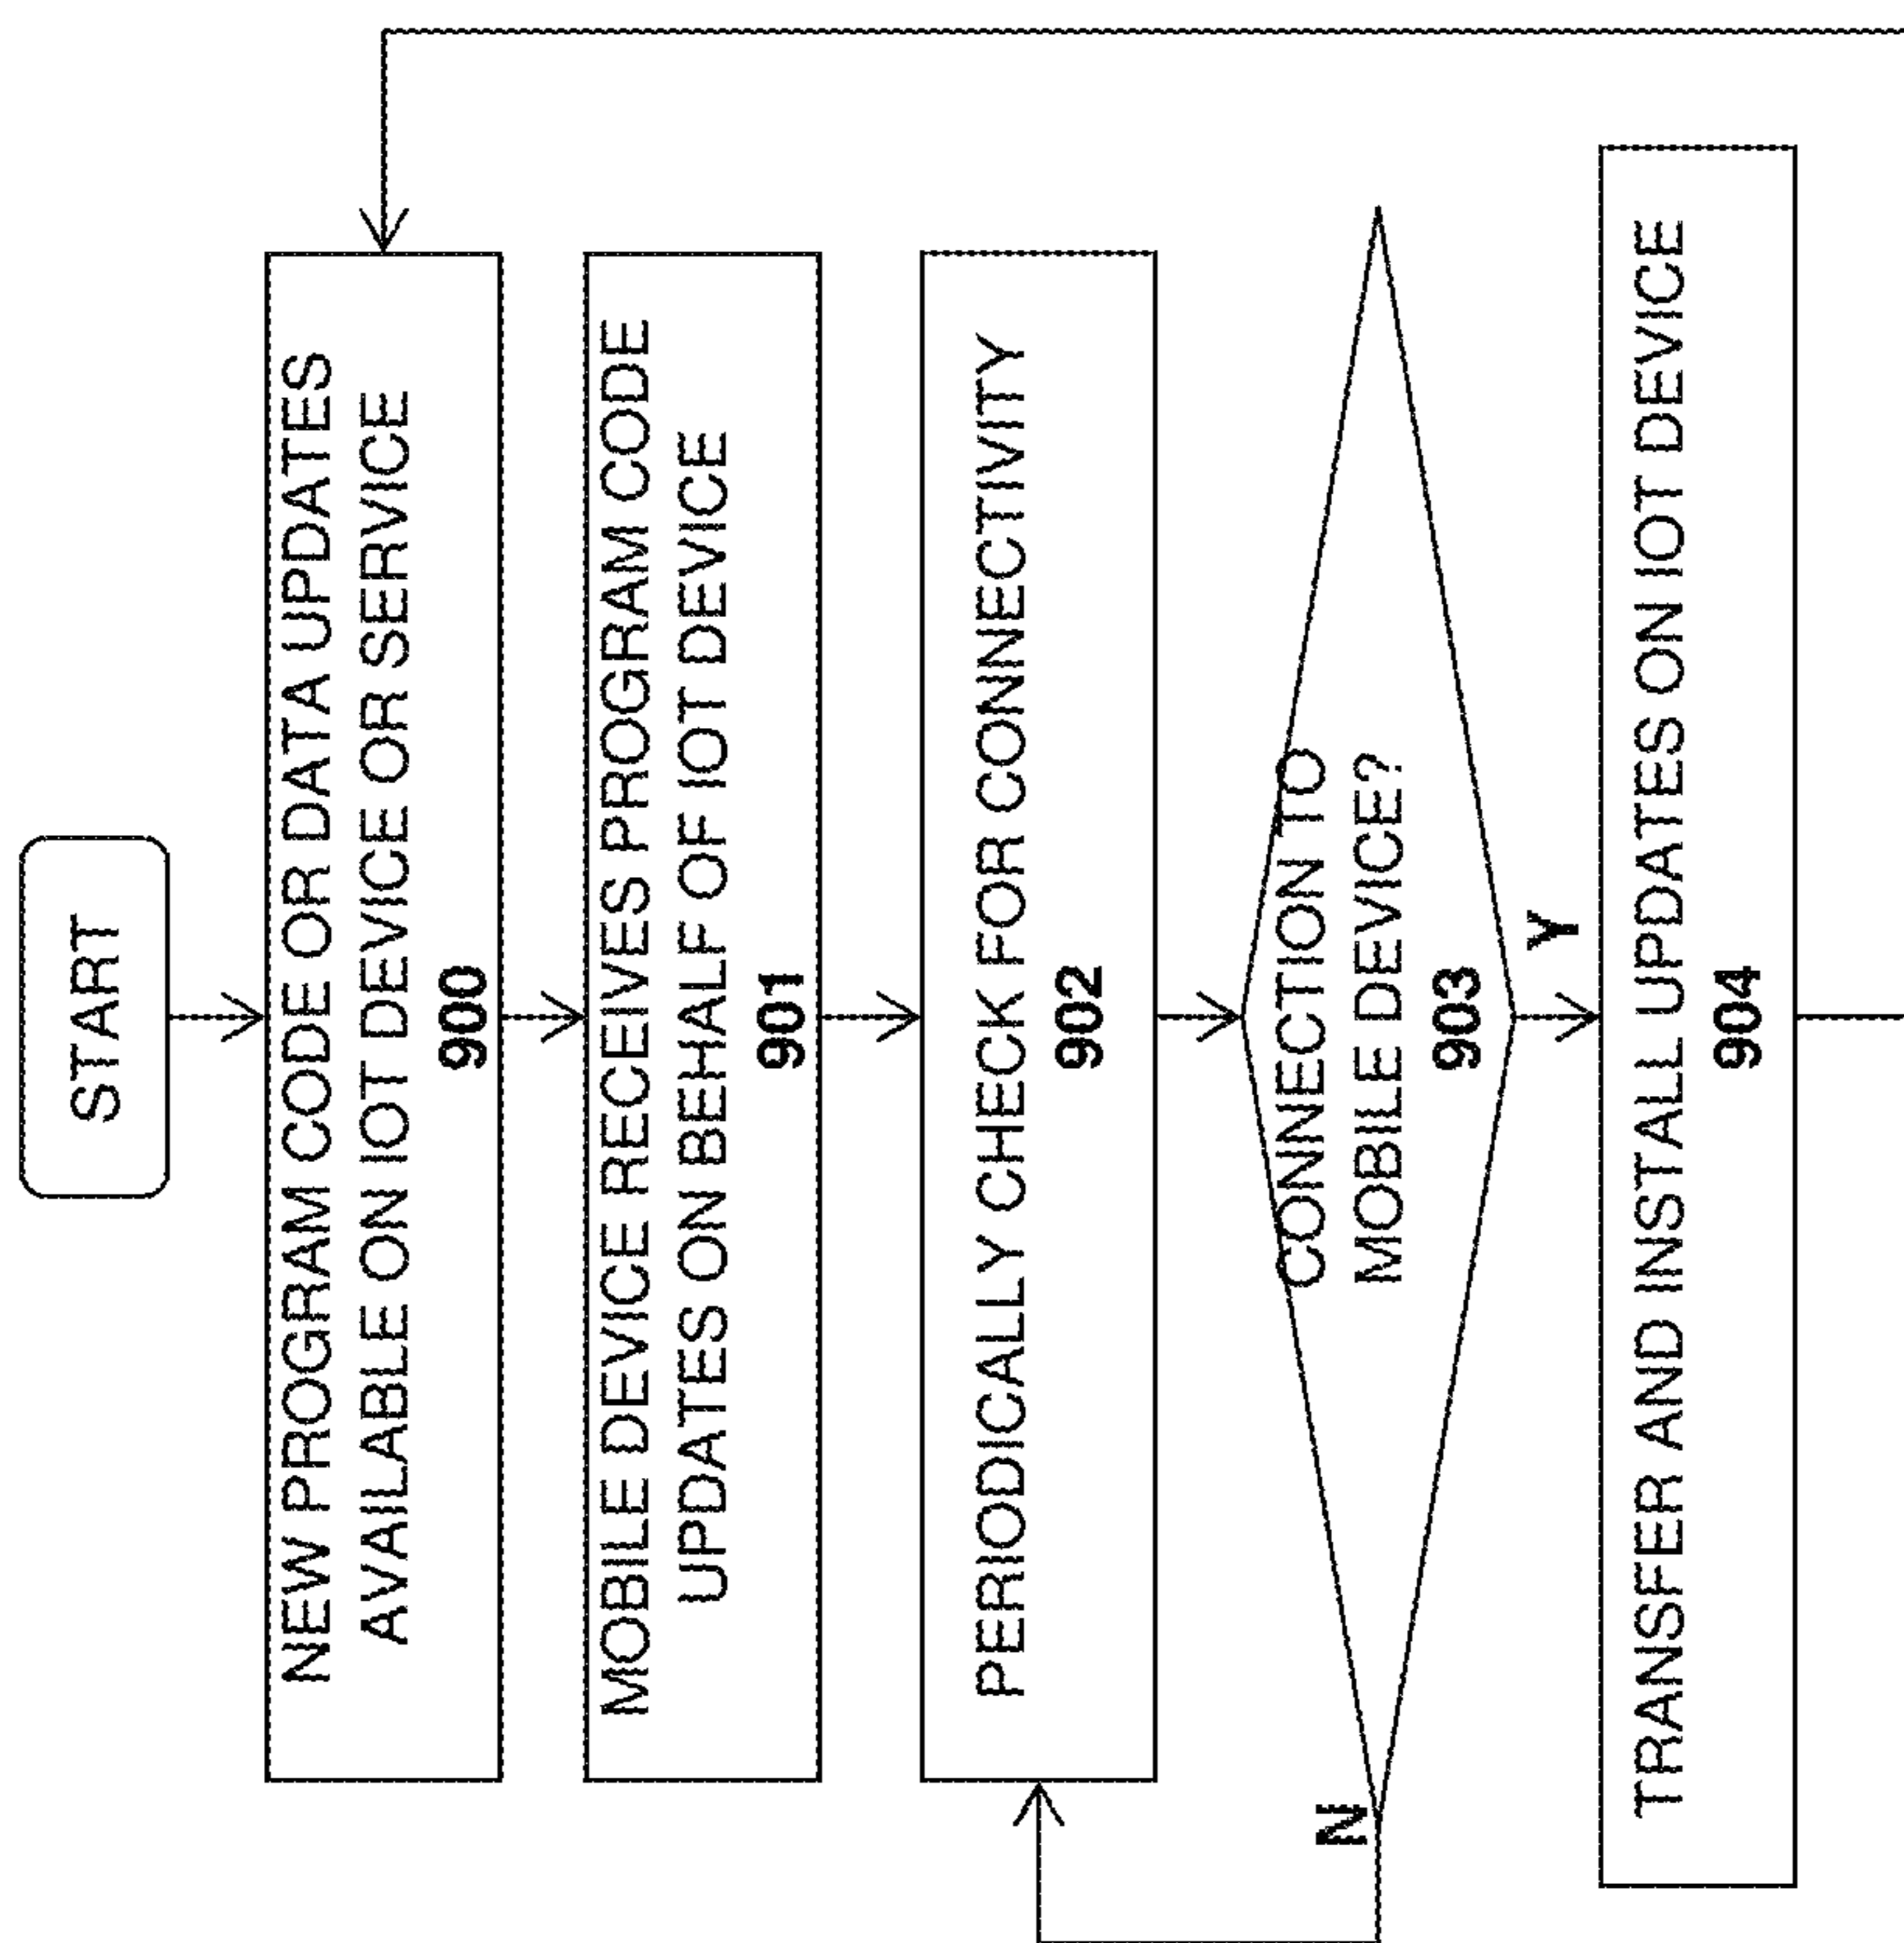 START
NEW PROGRAM CODE OR DATA UPDATES
AVAILABLE ON IOT DEVICE OR SERVICE
900
MOBILE DEVICE RECEIVES PROGRAM CODE
UPDATES ON BEHALF OF IOT DEVICE
901
PERIODICALLY CHECK FOR CONNECTIVITY
902
CONNECTION TO
MOBILE DEVICE?
903
N
Y
TRANSFER AND INSTALL UPDATES ON IOT DEVICE
904